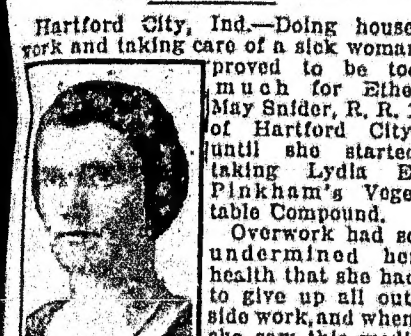 Hartford City, Ind.—Doing house
work and taking care of a sick woman
proved to be too
much for Ethe
May Snider, R. R.
of Hartford City
until she started
taking Lydia E
Pinkham's Vege
table Compound.
Overwork had so
undermined her
health that she had
to give up all out
side work, and when